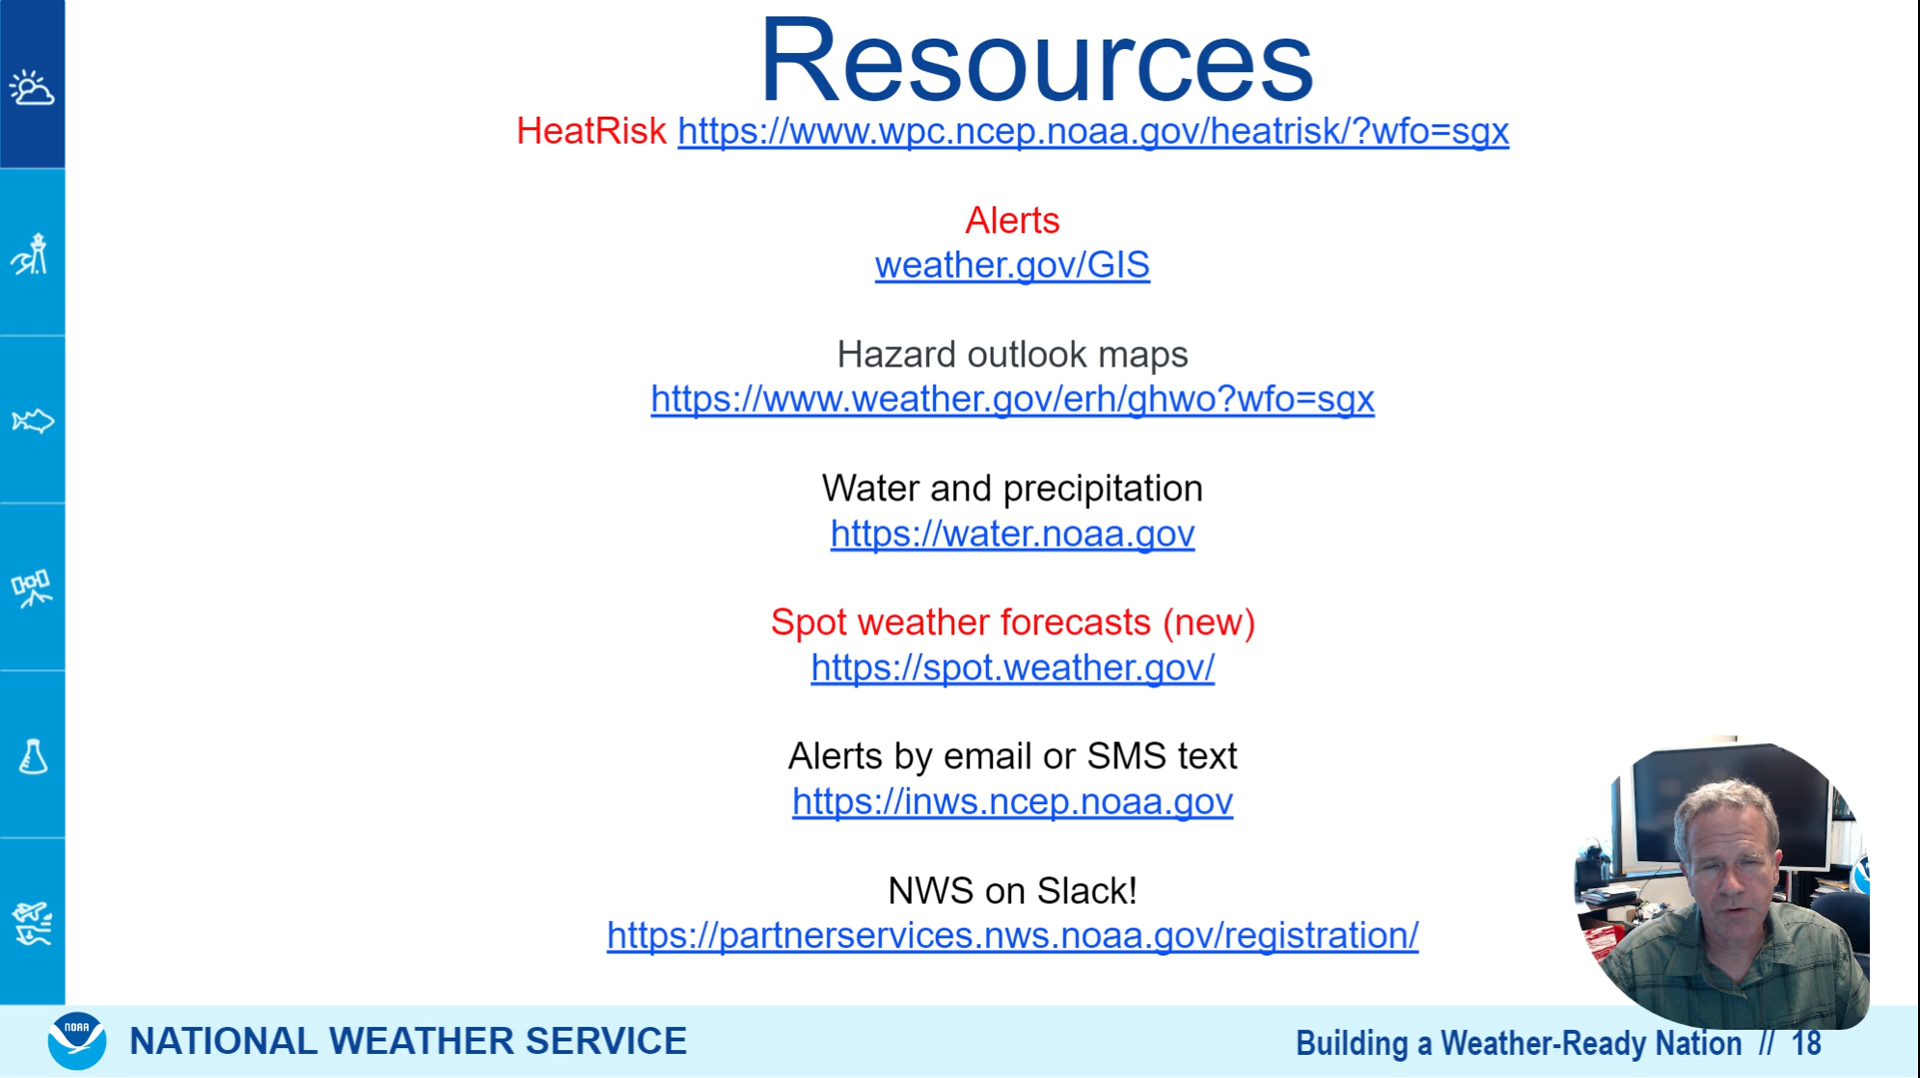 Resources
HeatRisk https://www.wpc.ncep.noaa.gov/heatrisk/?wfo=sgx
Alerts
weather.gov/GIS
Hazard outlook maps
https://www.weather.gov/erh/ghwo?wfo=sgx
Water and precipitation
https://water.noaa.gov
Spot weather forecasts (new)
https://spot.weather.gov/
Alerts by email or SMS text
https://inws.ncep.noaa.gov
NWS on Slack!
https://partnerservices.nws.noaa.gov/registration/
NOAA
NATIONAL WEATHER SERVICE
Building a Weather-Ready Nation // 18